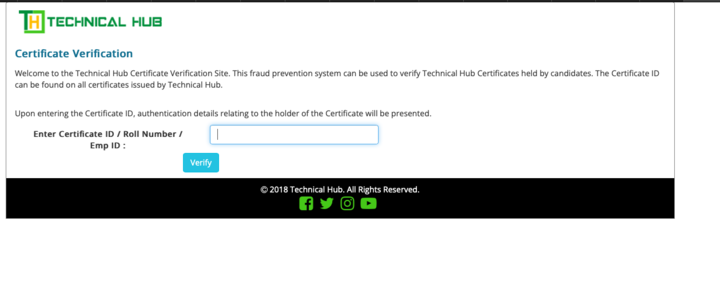 TH TECHNICAL HUB
Certificate Verification
Welcome to the Technical Hub Certificate Verification Site. This fraud prevention system can be used to verify Technical Hub Certificates held by candidates. The Certificate ID
can be found on all certificates issued by Technical Hub.
Upon entering the Certificate ID, authentication details relating to the holder of the Certificate will be presented.
Enter Certificate ID / Roll Number /
Emp ID :
Verify
© 2018 Technical Hub. All Rights Reserved.